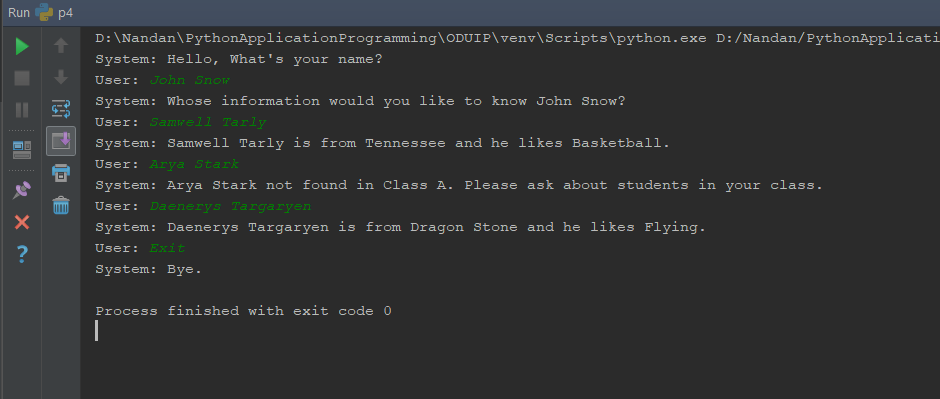 Run p4
D:\Nandan\PythonApplicationProgramming\ODUIP\venv\Scripts\python.exe D:/Nandan/PythonApplicati
System: Hello, What's your name?
User: John Snow
System: Whose information would you like to know John Snow?
User: Samwell Tarly
System: Samwell Tarly is from Tennessee and he likes Basketball.
User: Arya Stark
System: Arya Stark not found in Class A. Please ask about students in your class.
User: Daenerys Targaryen
System: Daenerys Targaryen is from Dragon Stone and he likes Flying.
User: Exit
System: Bye.
Process finished with exit code 0